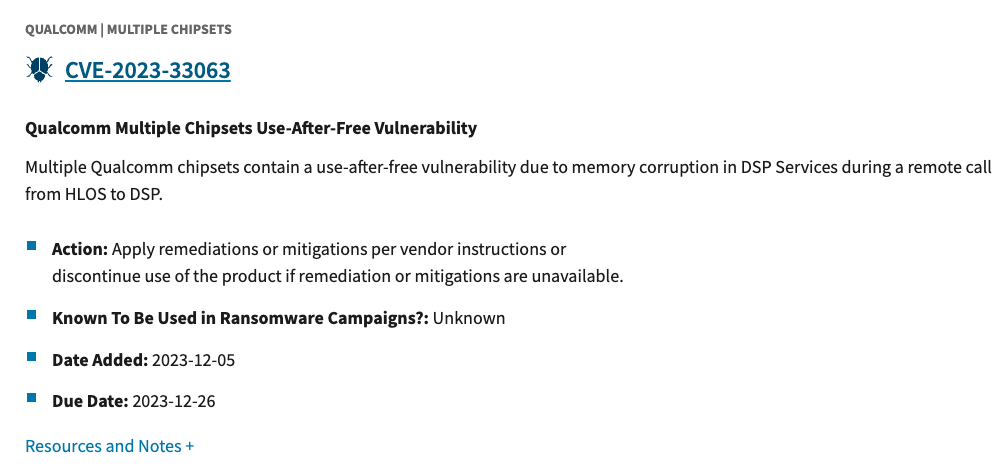 QUALCOMM | MULTIPLE CHIPSETS
CVE-2023-33063
Qualcomm Multiple Chipsets Use-After-Free Vulnerability
Multiple Qualcomm chipsets contain a use-after-free vulnerability due to memory corruption in DSP Services during a remote call
from HLOS to DSP.
Action: Apply remediations or mitigations per vendor instructions or
discontinue use of the product if remediation or mitigations are unavailable.
Known To Be Used in Ransomware Campaigns?: Unknown
Date Added: 2023-12-05
Due Date: 2023-12-26
Resources and Notes +